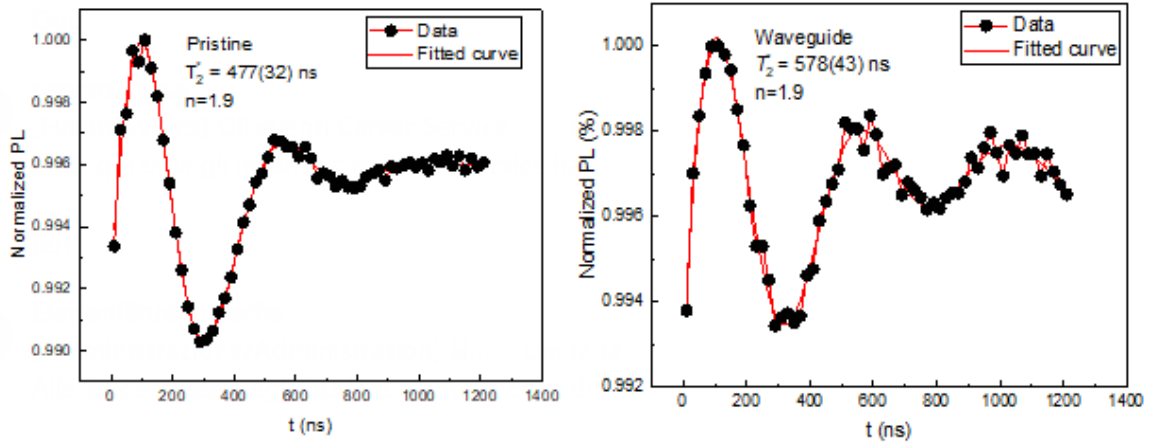 Pristine
T₂* = 477(32) ns
n=1.9
Data
Fitted curve
Normalized PL
1.000
0.998
0.996
0.994
0.992
0.990
0 200 400 600 800 1000 1200 1400
t (ns)
Waveguide
T₂* = 578(43) ns
n=1.9
Data
Fitted curve
Normalized PL (%)
1.000
0.998
0.996
0.994
0.992
0 200 400 600 800 1000 1200 1400
t (ns)